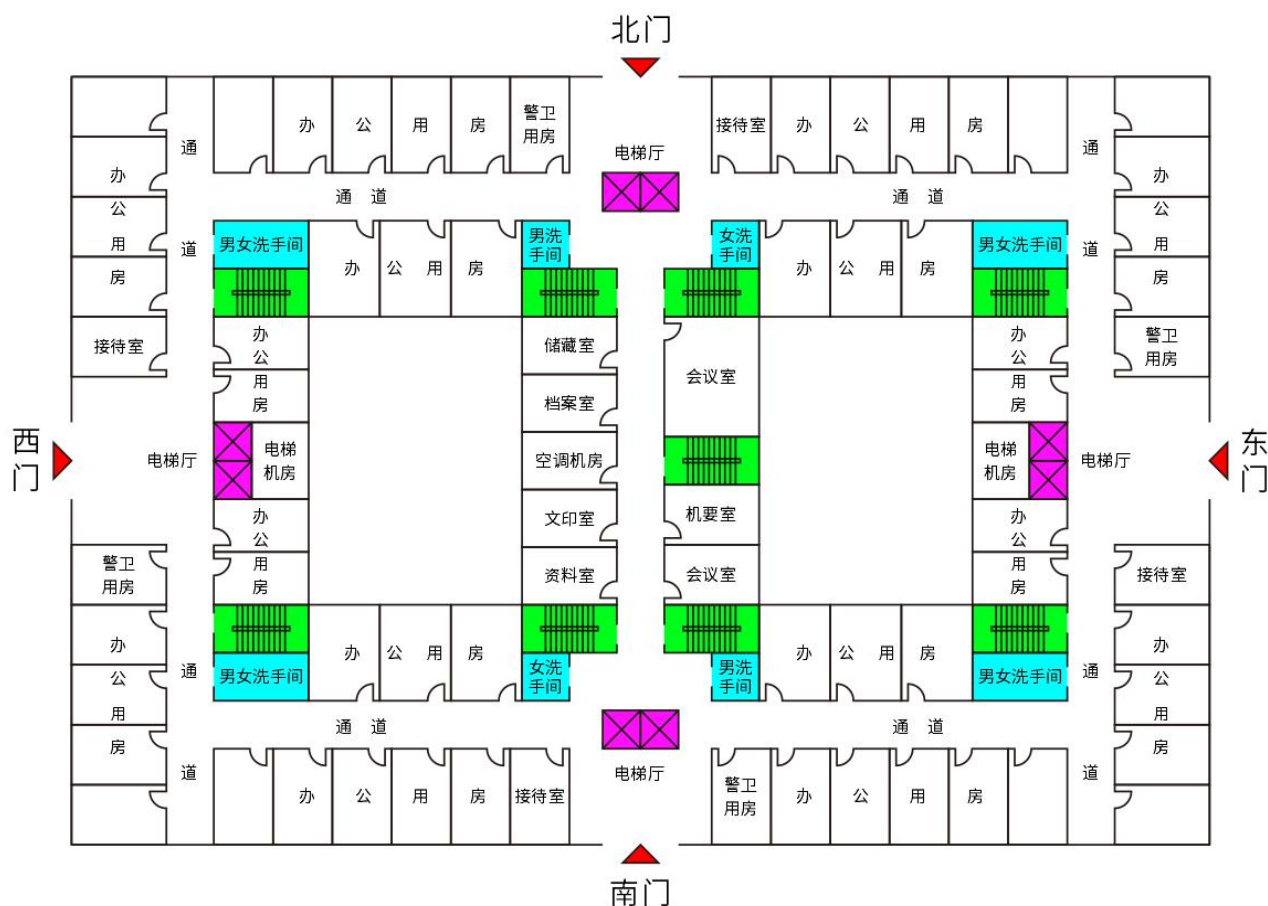 北门
办 公 用 房
警卫
用房
接待室
办 公 用 房
电梯厅
通
办
公
用
房
接待室
道
通 道
通 道
通
道
办
公
用
房
警卫
用房
男女洗手间
办 公 用 房
男洗
手间
女洗
手间
办 公 用 房
男女洗手间
办
公
用
房
储藏室
档案室
空调机房
文印室
资料室
会议室
机要室
会议室
办
公
用
房
西
门
电梯厅
电梯
机房
电梯
机房
电梯厅
东
门
办
公
用
房
办
公
用
房
警卫
用房
办
公
用
房
通
道
接待室
办
公
用
房
通
道
男女洗手间
办 公 用 房
女洗
手间
男洗
手间
办 公 用 房
男女洗手间
通 道
通 道
电梯厅
办 公 用 房
接待室
警卫
用房
办 公 用 房
南门